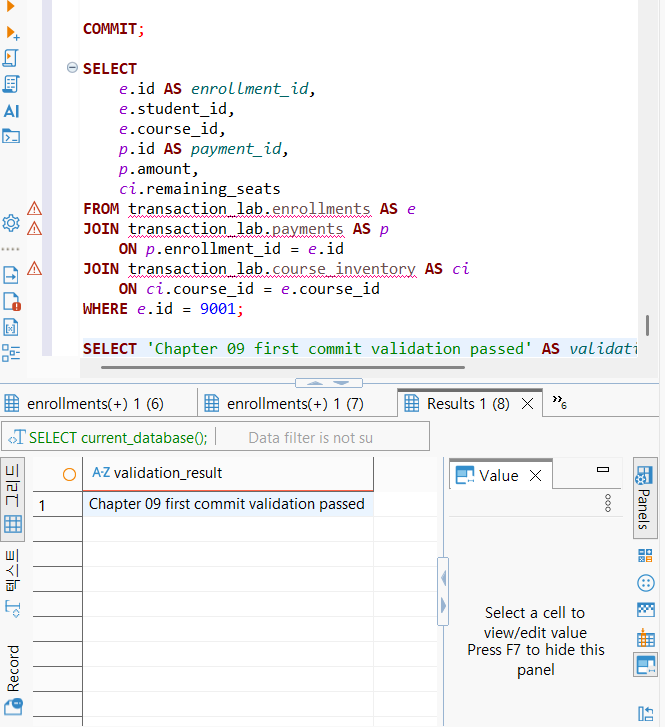 COMMIT;
SELECT
e.id AS enrollment_id,
e.student_id,
e.course_id,
p.id AS payment_id,
p.amount,
ci.remaining_seats
FROM transaction_lab.enrollments AS e
JOIN transaction_lab.payments AS p
ON p.enrollment_id = e.id
JOIN transaction_lab.course_inventory AS ci
ON ci.course_id = e.course_id
WHERE e.id = 9001;
SELECT 'Chapter 09 first commit validation passed' AS validati
AI
enrollments(+) 1 (6)
enrollments(+) 1 (7)
Results 1 (8)
6
SELECT current_database();
Data filter is not su
그리드
텍스트
Record
A-Z validation_result
1
Chapter 09 first commit validation passed
Value
Select a cell to
view/edit value
Press F7 to hide this
panel
Panels